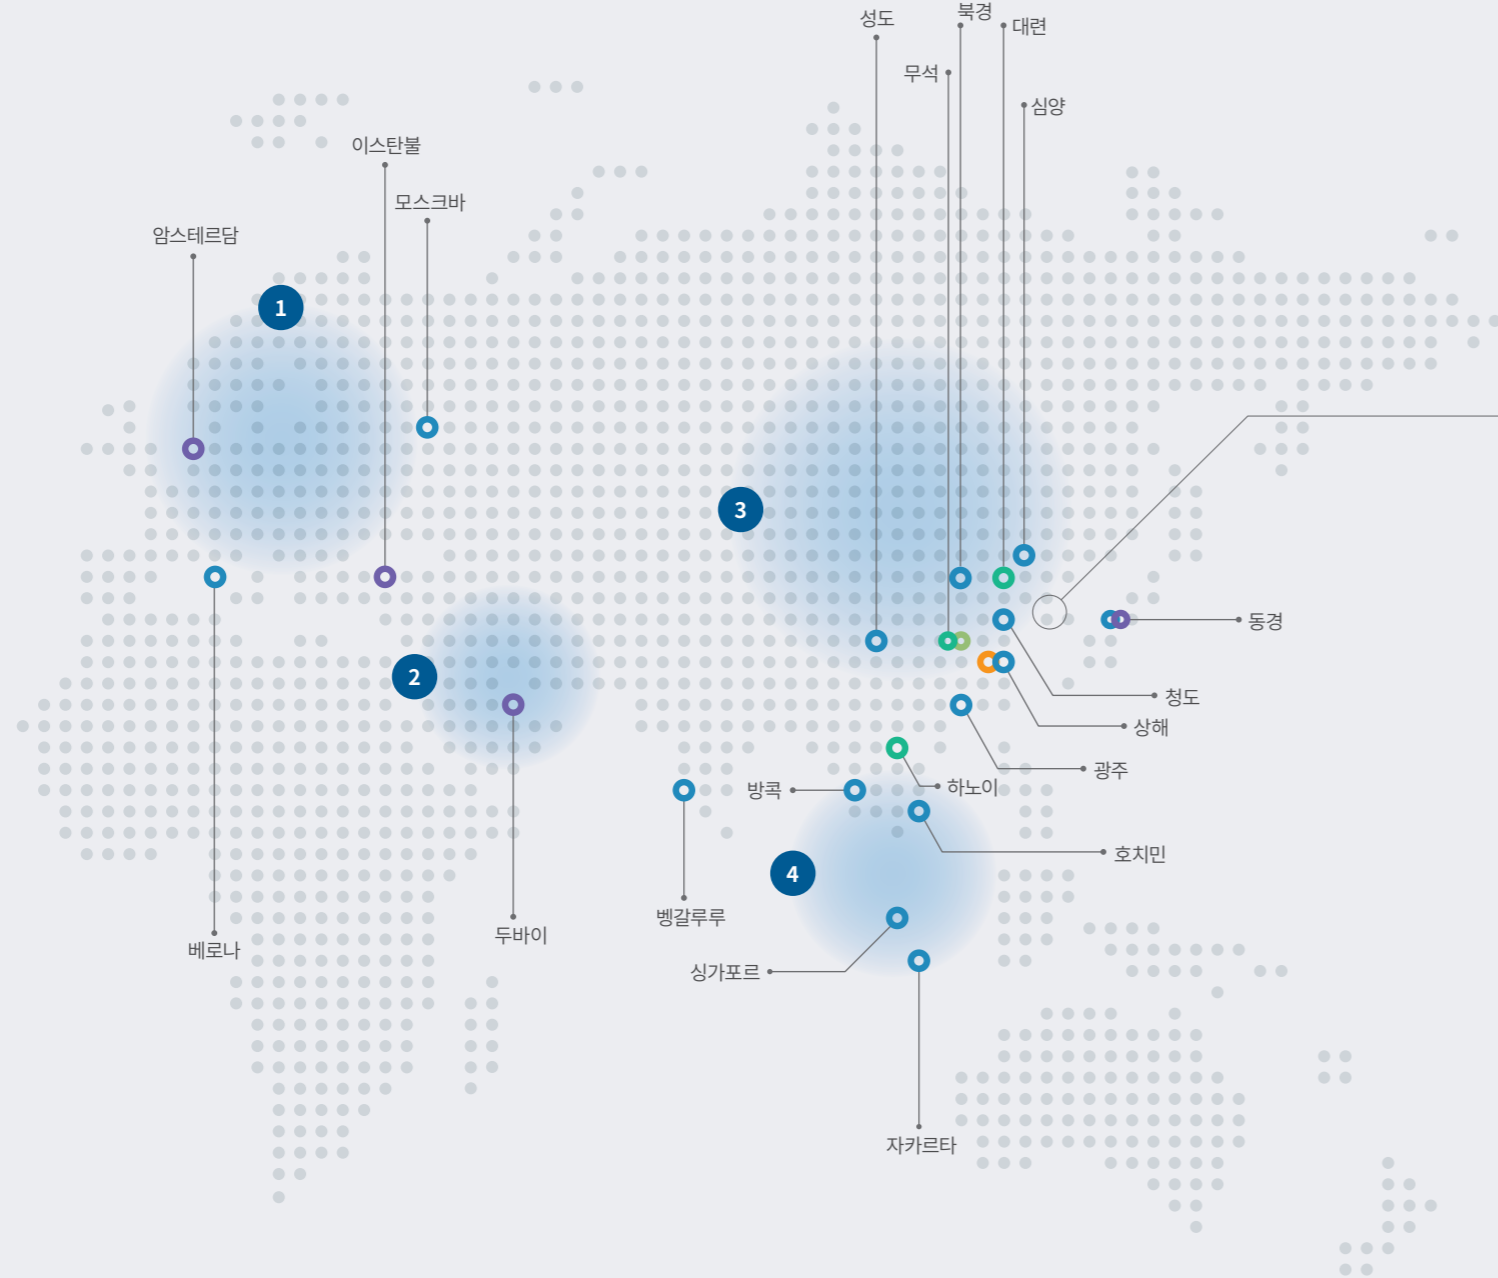 성도
북경
대련
무석
심양
이스탄불
모스크바
암스테르담
1
3
동경
2
청도
상해
광주
방콕
하노이
호치민
4
벵갈루루
두바이
베로나
싱가포르
자카르타